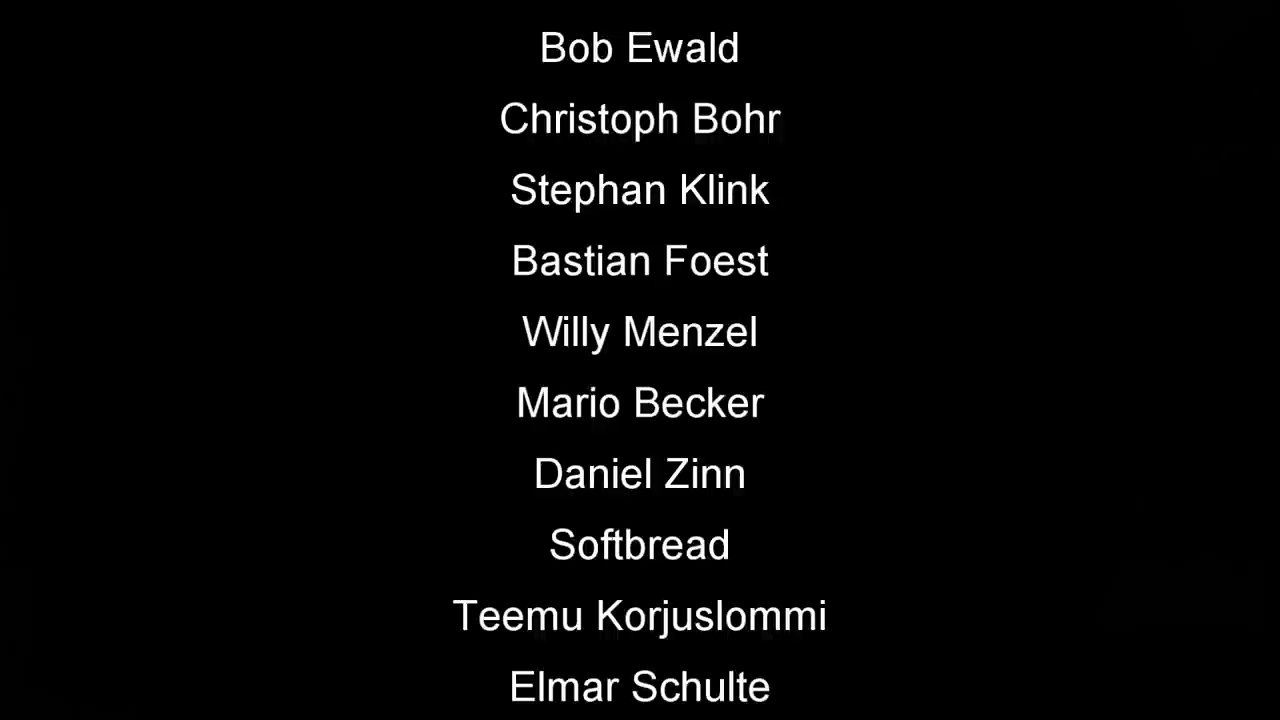 Bob Ewald
Christoph Bohr
Stephan Klink
Bastian Foest
Willy Menzel
Mario Becker
Daniel Zinn
Softbread
Teemu Korjuslommi
Elmar Schulte